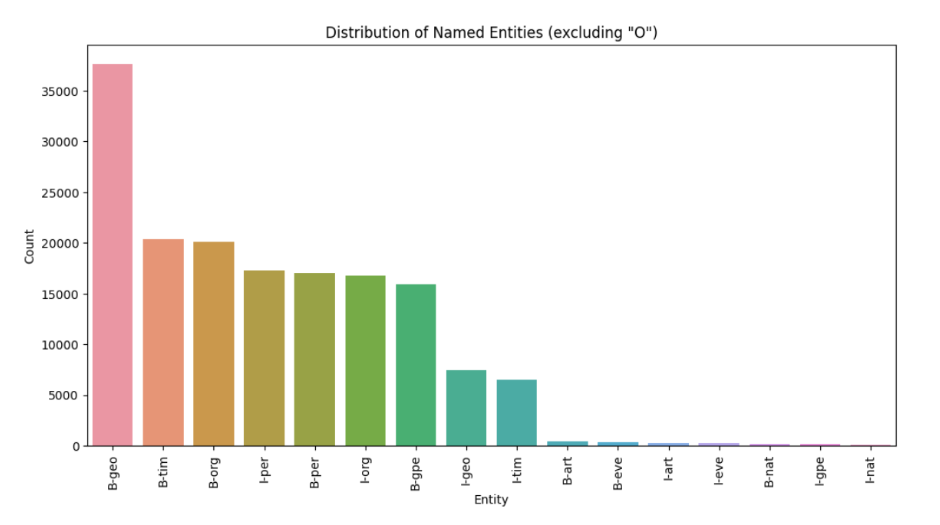 Distribution of Named Entities (excluding "O")
Count
35000
30000
25000
20000
15000
10000
5000
0
B-geo B-tim B-org I-per B-per I-org B-gpe I-geo I-tim B-art B-eve I-art I-eve B-nat I-gpe I-nat
Entity